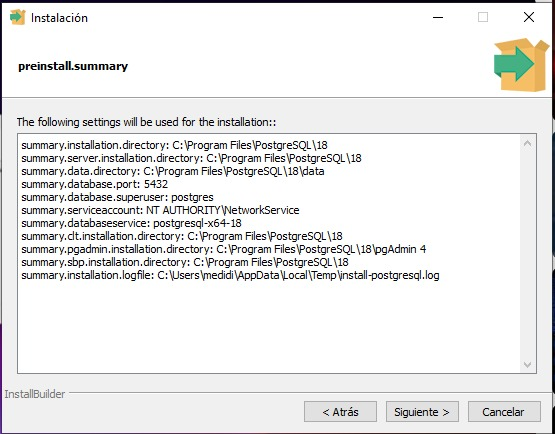 Instalación
preinstall.summary
The following settings will be used for the installation::
summary.installation.directory: C:\Program Files\PostgreSQL\18
summary.server.installation.directory: C:\Program Files\PostgreSQL\18
summary.data.directory: C:\Program Files\PostgreSQL\18\data
summary.database.port: 5432
summary.database.superuser: postgres
summary.serviceaccount: NT AUTHORITY\NetworkService
summary.databaseservice: postgresql-x64-18
summary.clt.installation.directory: C:\Program Files\PostgreSQL\18
summary.pgadmin.installation.directory: C:\Program Files\PostgreSQL\18\pgAdmin 4
summary.sbp.installation.directory: C:\Program Files\PostgreSQL\18
summary.installation.logfile: C:\Users\medidi\AppData\Local\Temp\install-postgresql.log
InstallBuilder
< Atrás
Siguiente >
Cancelar